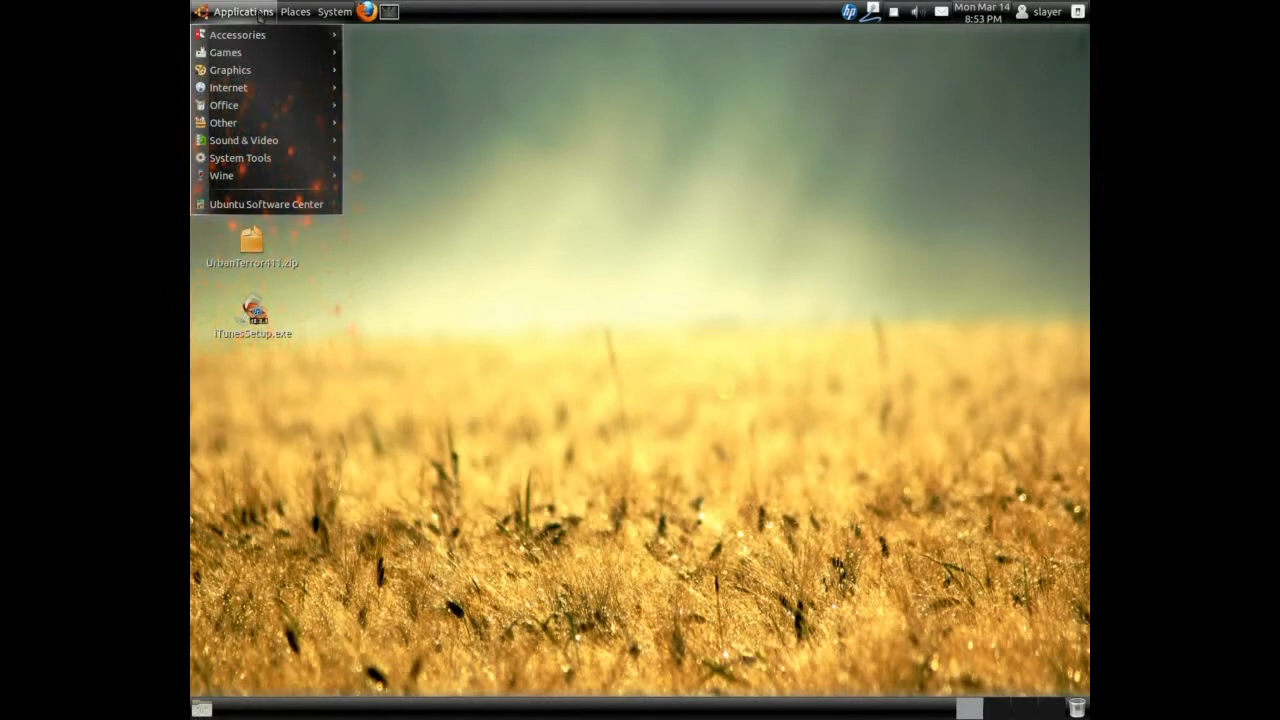 Applications Places System
Mon Mar 14
8:53 PM
slayer
Accessories
Games
Graphics
Internet
Office
Other
Sound & Video
System Tools
Wine
Ubuntu Software Center
UrbanTerror411.zip
iTunesSetup.exe
hp